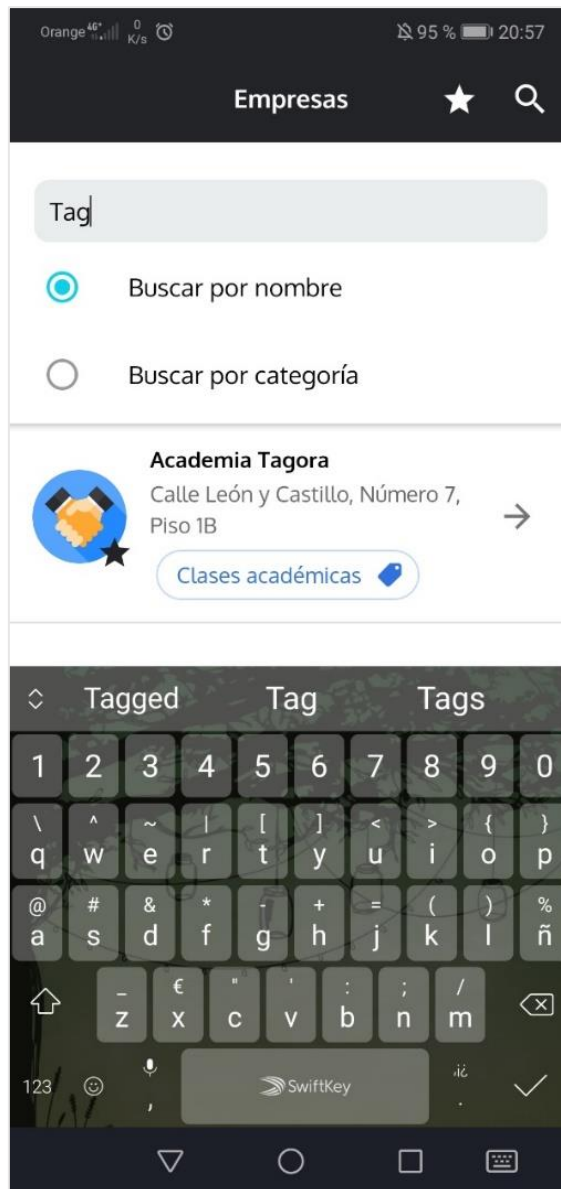 Orange 4G+ 0 K/s 95 % 20:57
Empresas
Tag
Buscar por nombre
Buscar por categoría
Academia Tagora
Calle León y Castillo, Número 7,
Piso 1B
Clases académicas
Tagged Tag Tags
1 2 3 4 5 6 7 8 9 0
\ ^ ~ | [ ] < > { }
q w e r t y u i o p
@ # & * - + = ( ) %
a s d f g h j k l ñ
_ € " ' : ; /
z x c v b n m
123 , SwiftKey ,¡¿ .